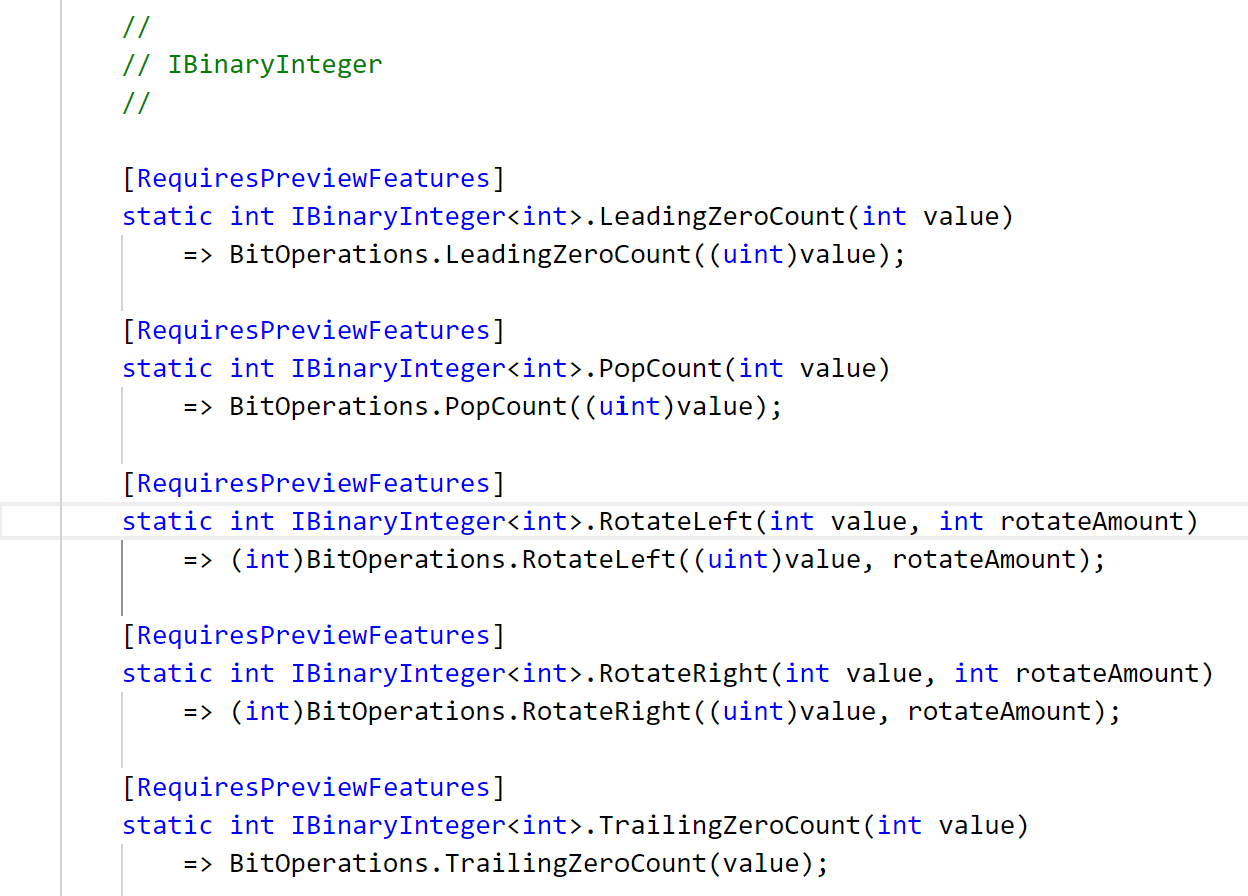 //
// IBinaryInteger
//
[RequiresPreviewFeatures]
static int IBinaryInteger<int>.LeadingZeroCount(int value)
=> BitOperations.LeadingZeroCount((uint)value);
[RequiresPreviewFeatures]
static int IBinaryInteger<int>.PopCount(int value)
=> BitOperations.PopCount((uint)value);
[RequiresPreviewFeatures]
static int IBinaryInteger<int>.RotateLeft(int value, int rotateAmount)
=> (int)BitOperations.RotateLeft((uint)value, rotateAmount);
[RequiresPreviewFeatures]
static int IBinaryInteger<int>.RotateRight(int value, int rotateAmount)
=> (int)BitOperations.RotateRight((uint)value, rotateAmount);
[RequiresPreviewFeatures]
static int IBinaryInteger<int>.TrailingZeroCount(int value)
=> BitOperations.TrailingZeroCount(value);